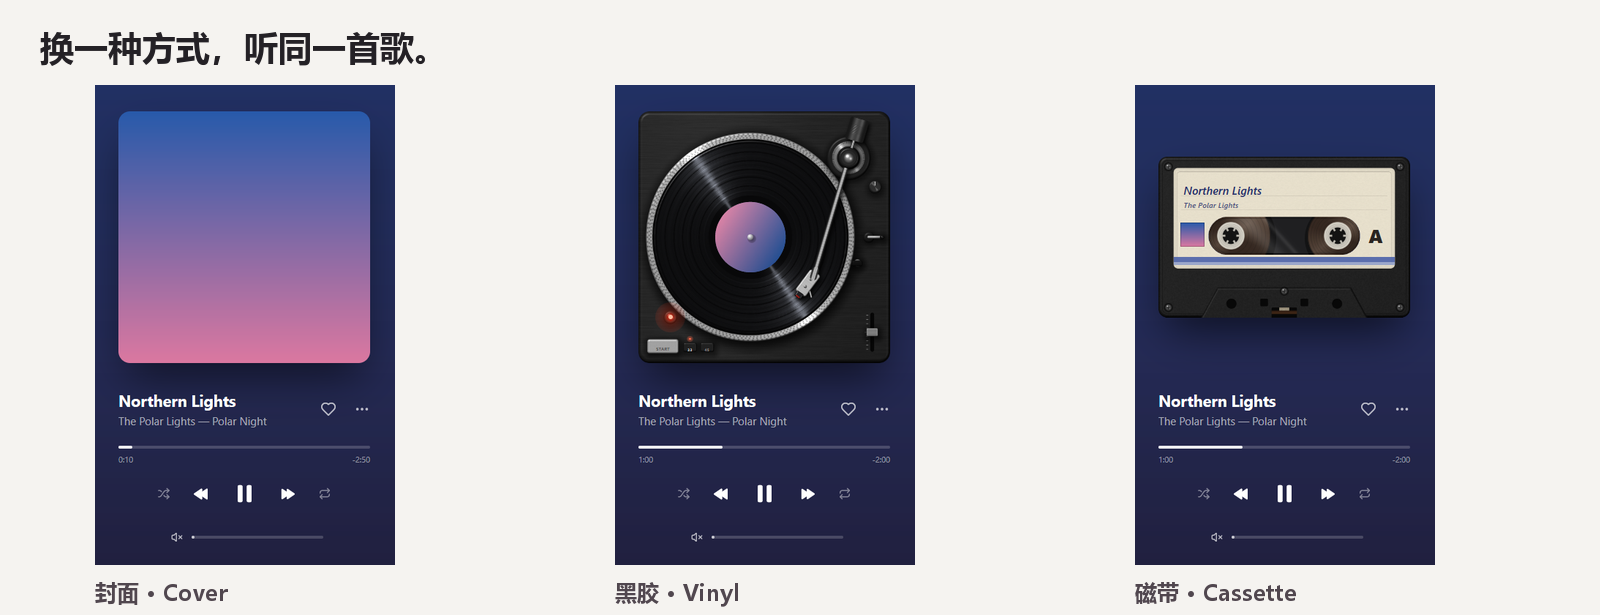 换一种方式，听同一首歌。
Northern Lights
The Polar Lights — Polar Night
0:10
-2:50
封面 • Cover
START
Northern Lights
The Polar Lights — Polar Night
1:00
-2:00
黑胶 • Vinyl
Northern Lights
The Polar Lights
A
Northern Lights
The Polar Lights — Polar Night
1:00
-2:00
磁带 • Cassette